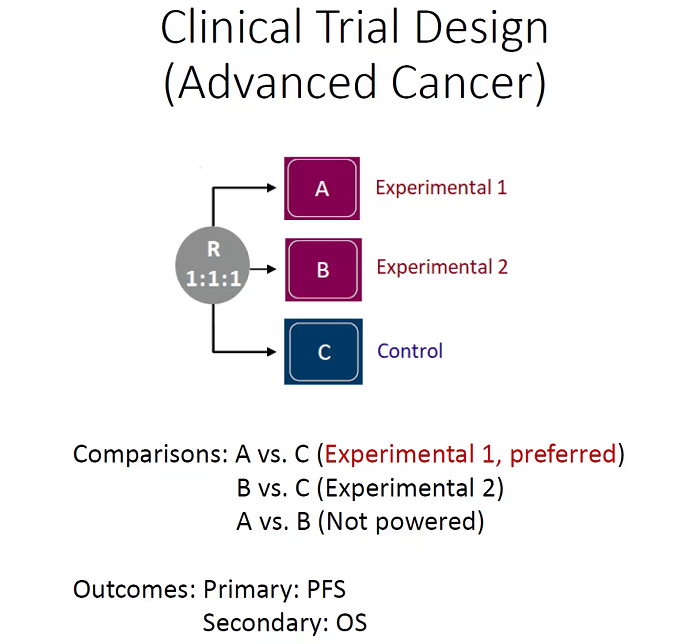 Clinical Trial Design
(Advanced Cancer)
A Experimental 1
R
1:1:1
B Experimental 2
C Control
Comparisons: A vs. C (Experimental 1, preferred)
B vs. C (Experimental 2)
A vs. B (Not powered)
Outcomes: Primary: PFS
Secondary: OS